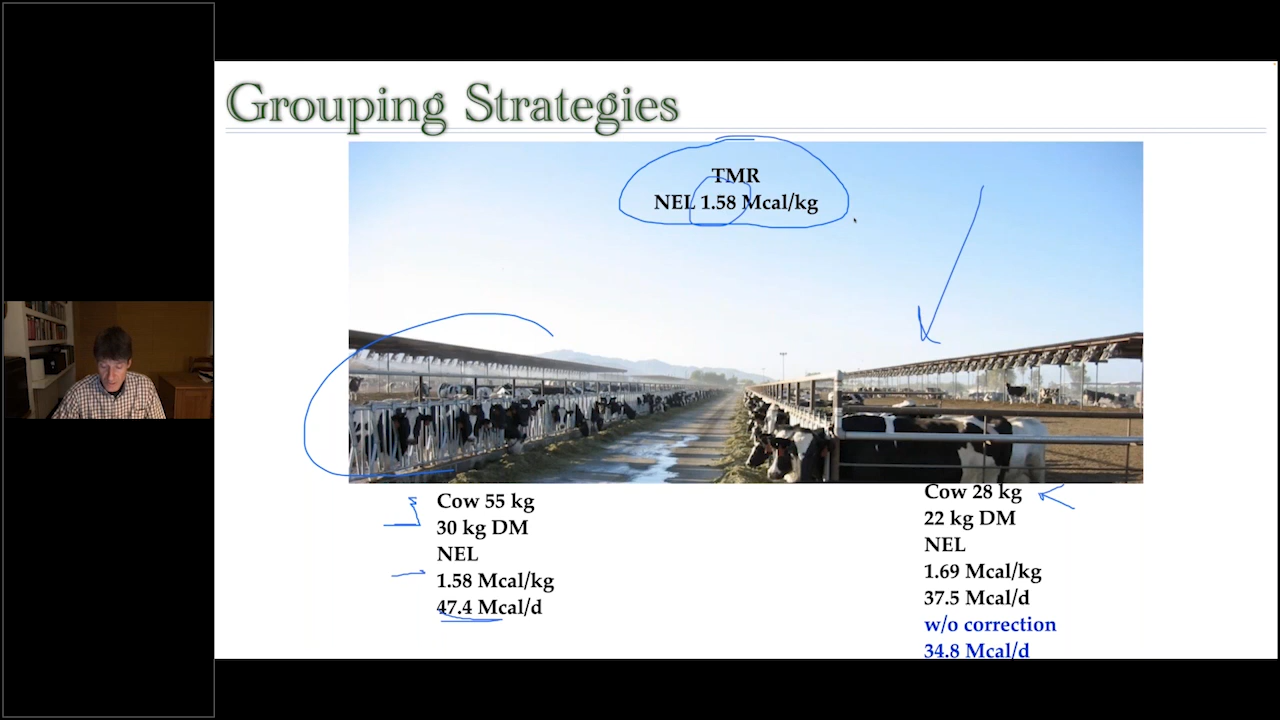 Grouping Strategies
TMR
NEL 1.58 Mcal/kg
Cow 55 kg
30 kg DM
NEL
1.58 Mcal/kg
47.4 Mcal/d
Cow 28 kg
22 kg DM
NEL
1.69 Mcal/kg
37.5 Mcal/d
w/o correction
34.8 Mcal/d